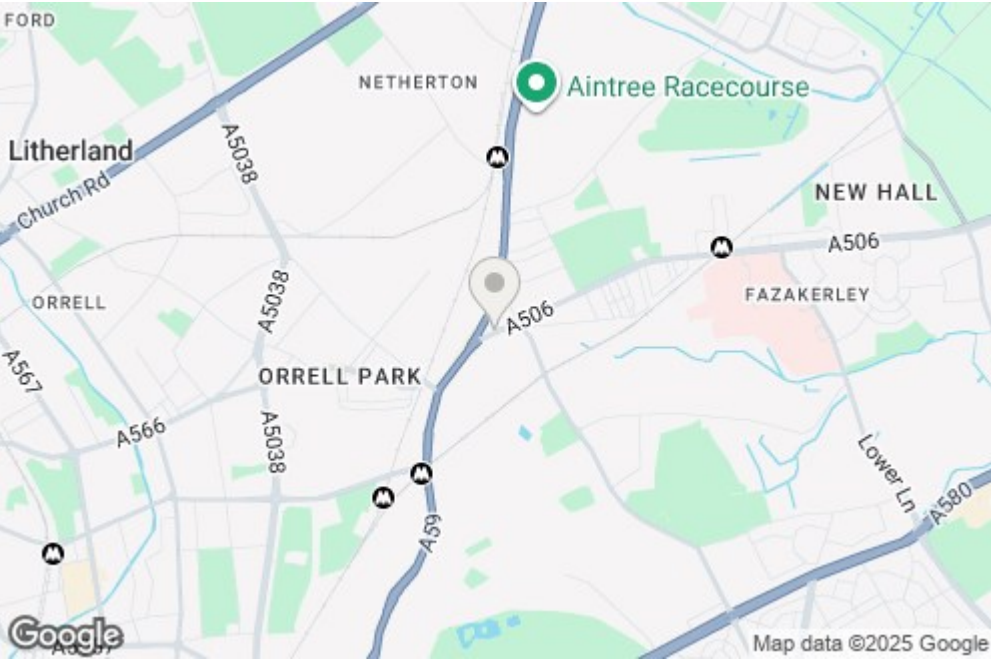 FORD
NETHERTON
Aintree Racecourse
Litherland
A5038
Church Rd
NEW HALL
A506
ORRELL
A5038
FAZAKERLEY
A506
A567
ORRELL PARK
A566
A5038
Lower Ln
A580
A59
Google
Map data ©2025 Google